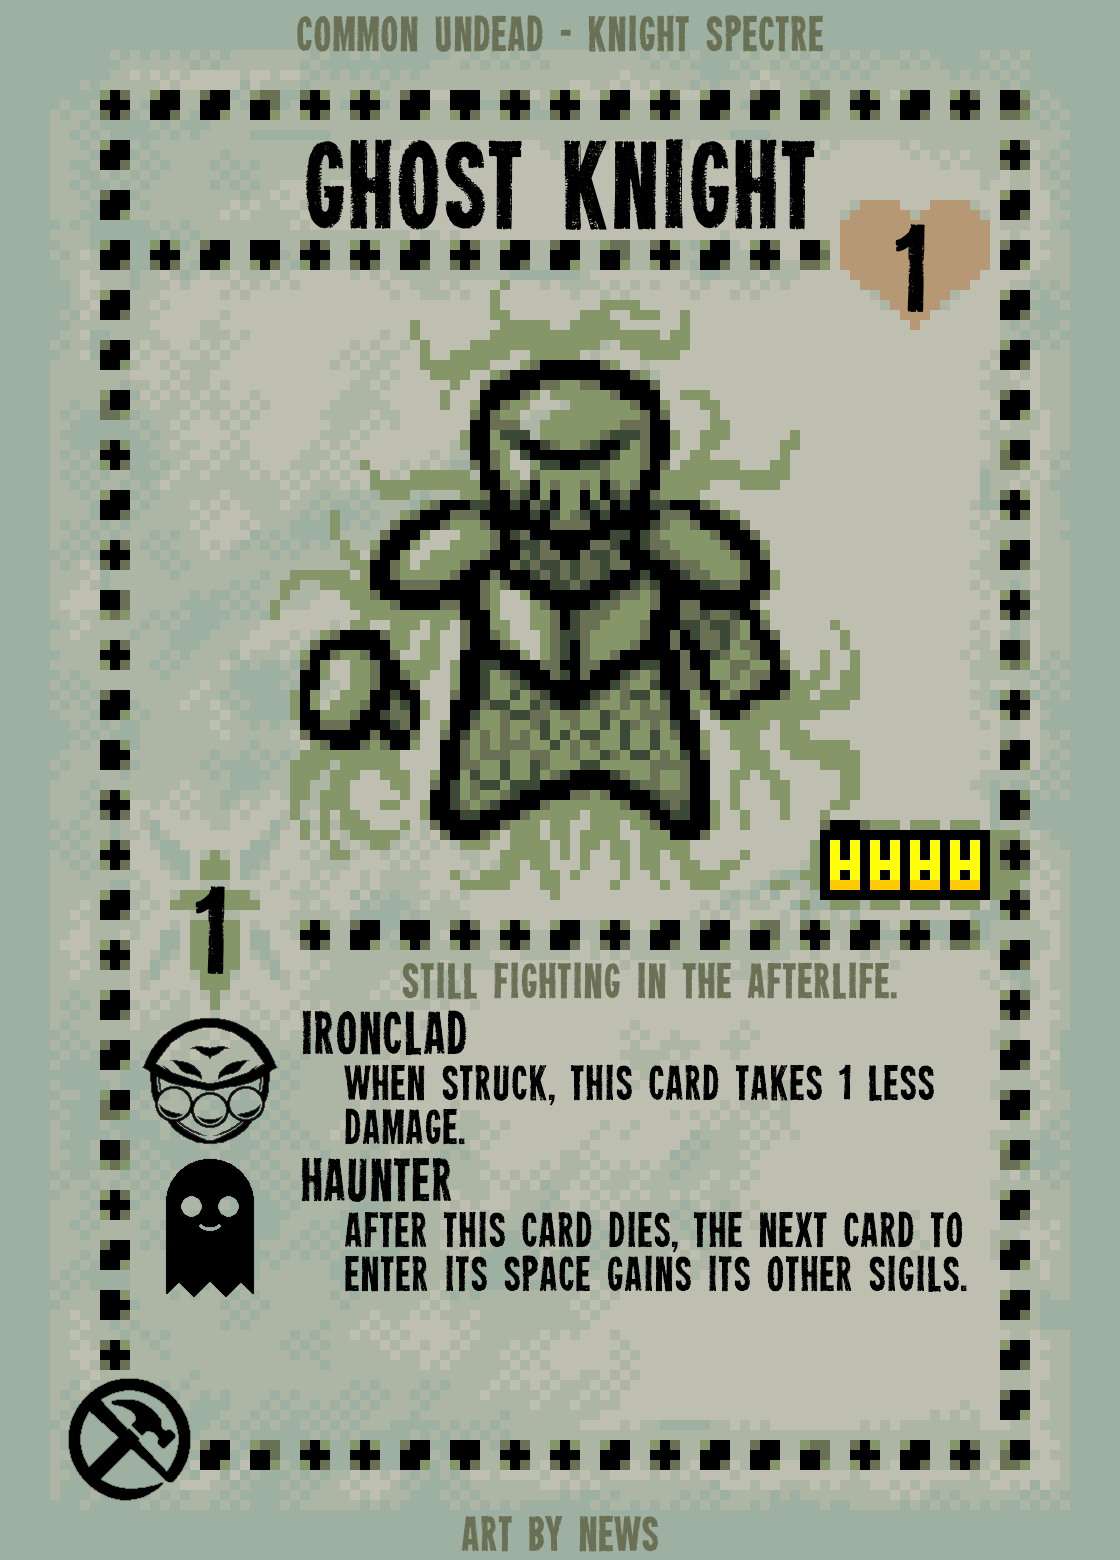 COMMON UNDEAD - KNIGHT SPECTRE
GHOST KNIGHT
1
1
STILL FIGHTING IN THE AFTERLIFE.
IRONCLAD
WHEN STRUCK, THIS CARD TAKES 1 LESS
DAMAGE.
HAUNTER
AFTER THIS CARD DIES, THE NEXT CARD TO
ENTER ITS SPACE GAINS ITS OTHER SIGILS.
ART BY NEWS